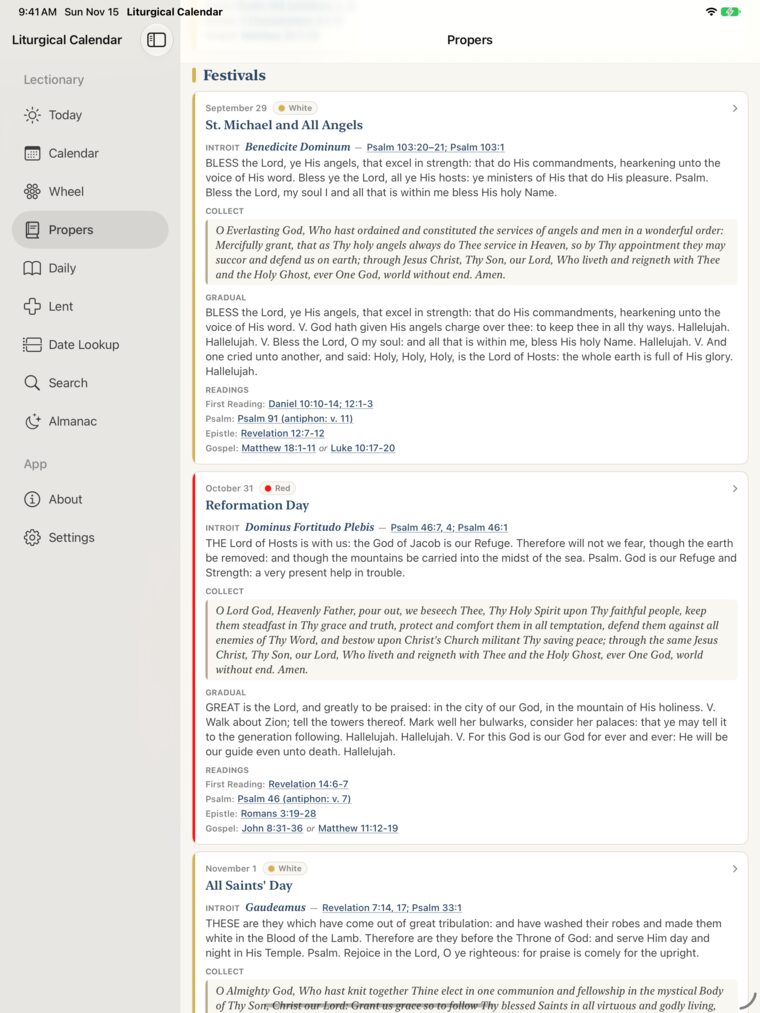 9:41 AM Sun Nov 15 Liturgical Calendar
Liturgical Calendar
Lectionary
Today
Calendar
Wheel
Propers
Daily
Lent
Date Lookup
Search
Almanac
App
About
Settings
Propers
Festivals
September 29 White
St. Michael and All Angels
INTROIT Benedicite Dominum — Psalm 103:20–21; Psalm 103:1
BLESS the Lord, ye His angels, that excel in strength: that do His commandments, hearkening unto the
voice of His word. Bless ye the Lord, all ye His hosts: ye ministers of His that do His pleasure. Psalm.
Bless the Lord, my soul I and all that is within me bless His holy Name.
COLLECT
O Everlasting God, Who hast ordained and constituted the services of angels and men in a wonderful order:
Mercifully grant, that as Thy holy angels always do Thee service in Heaven, so by Thy appointment they may
succor and defend us on earth; through Jesus Christ, Thy Son, our Lord, Who liveth and reigneth with Thee
and the Holy Ghost, ever One God, world without end. Amen.
GRADUAL
BLESS the Lord, ye His angels, that excel in strength: that do His commandments, hearkening unto the
voice of His word. V. God hath given His angels charge over thee: to keep thee in all thy ways. Hallelujah.
Hallelujah. V. Bless the Lord, O my soul: and all that is within me, bless His holy Name. Hallelujah. V. And
one cried unto another, and said: Holy, Holy, Holy, is the Lord of Hosts: the whole earth is full of His glory.
Hallelujah.
READINGS
First Reading: Daniel 10:10-14; 12:1-3
Psalm: Psalm 91 (antiphon: v. 11)
Epistle: Revelation 12:7-12
Gospel: Matthew 18:1-11 or Luke 10:17-20
October 31 Red
Reformation Day
INTROIT Dominus Fortitudo Plebis — Psalm 46:7, 4; Psalm 46:1
THE Lord of Hosts is with us: the God of Jacob is our Refuge. Therefore will not we fear, though the earth
be removed: and though the mountains be carried into the midst of the sea. Psalm. God is our Refuge and
Strength: a very present help in trouble.
COLLECT
O Lord God, Heavenly Father, pour out, we beseech Thee, Thy Holy Spirit upon Thy faithful people, keep
them steadfast in Thy grace and truth, protect and comfort them in all temptation, defend them against all
enemies of Thy Word, and bestow upon Christ's Church militant Thy saving peace; through the same Jesus
Christ, Thy Son, our Lord, Who liveth and reigneth with Thee and the Holy Ghost, ever One God, world
without end. Amen.
GRADUAL
GREAT is the Lord, and greatly to be praised: in the city of our God, in the mountain of His holiness. V.
Walk about Zion; tell the towers thereof. Mark well her bulwarks, consider her palaces: that ye may tell it
to the generation following. Hallelujah. Hallelujah. V. For this God is our God for ever and ever: He will be
our guide even unto death. Hallelujah.
READINGS
First Reading: Revelation 14:6-7
Psalm: Psalm 46 (antiphon: v. 7)
Epistle: Romans 3:19-28
Gospel: John 8:31-36 or Matthew 11:12-19
November 1 White
All Saints' Day
INTROIT Gaudeamus — Revelation 7:14, 17; Psalm 33:1
THESE are they which have come out of great tribulation: and have washed their robes and made them
white in the Blood of the Lamb. Therefore are they before the Throne of God: and serve Him day and
night in His Temple. Psalm. Rejoice in the Lord, O ye righteous: for praise is comely for the upright.
COLLECT
O Almighty God, Who hast knit together Thine elect in one communion and fellowship in the mystical Body
of Thy Son, Christ our Lord: Grant us grace so to follow Thy blessed Saints in all virtuous and godly living,